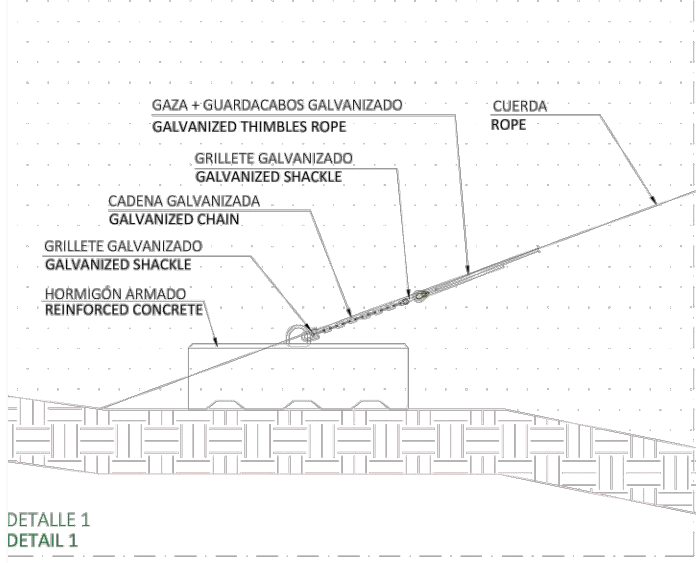 GAZA + GUARDACABOS GALVANIZADO
GALVANIZED THIMBLES ROPE
CUERDA
ROPE
GRILLETE GALVANIZADO
GALVANIZED SHACKLE
CADENA GALVANIZADA
GALVANIZED CHAIN
GRILLETE GALVANIZADO
GALVANIZED SHACKLE
HORMIGÓN ARMADO
REINFORCED CONCRETE
DETALLE 1
DETAIL 1